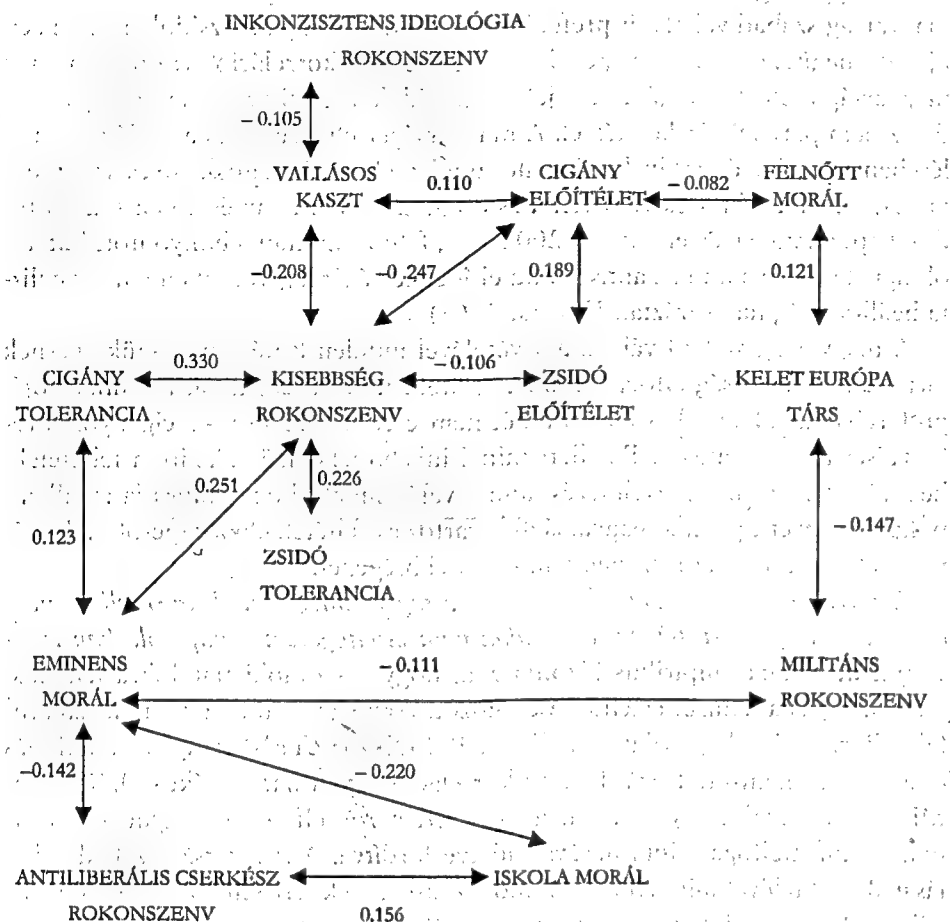 INKONZISZTENS IDEOLÓGIA
ROKONSZENV
– 0.105
VALLÁSOS
KASZT
0.110
CIGÁNY
ELŐÍTÉLET
– 0.082
FELNŐTT
MORÁL
–0.208
–0.247
0.189
0.121
CIGÁNY
TOLERANCIA
0.330
KISEBBSÉG
ROKONSZENV
– 0.106
ZSIDÓ
ELŐÍTÉLET
KELET EURÓPA
TÁRS
0.123
0.251
0.226
– 0.147
ZSIDÓ
TOLERANCIA
EMINENS
MORÁL
– 0.111
MILITÁNS
ROKONSZENV
–0.142
– 0.220
ANTILIBERÁLIS CSERKÉSZ
ROKONSZENV
0.156
ISKOLA MORÁL